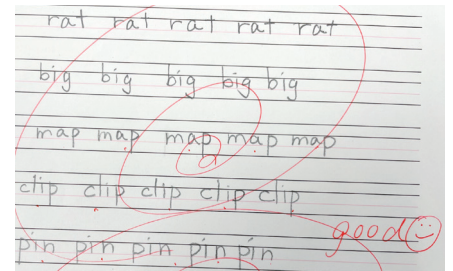 rat rat rat rat rat
big big big big big
map map map map map
clip clip clip clip clip
good
pin pin pin pin pin